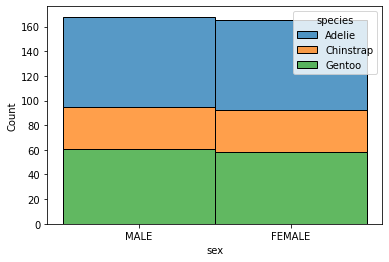 species
Adelie
Chinstrap
Gentoo
160
140
120
100
80
60
40
20
0
Count
MALE FEMALE
sex